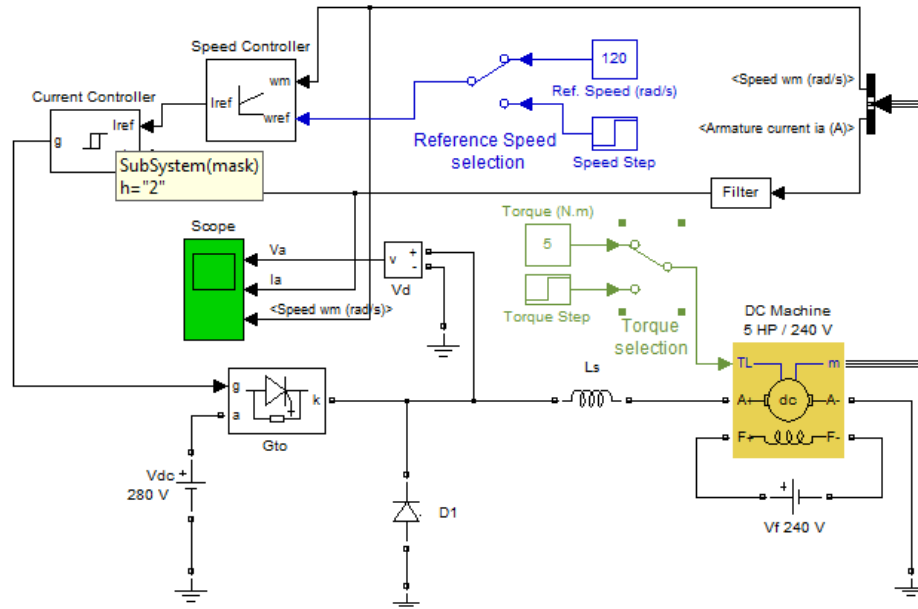 Speed Controller
wm
Iref
wref
Current Controller
Iref
g
SubSystem(mask)
h="2"
120
Ref. Speed (rad/s)
Reference Speed
selection
Speed Step
<Speed wm (rad/s)>
<Armature current ia (A)>
Filter
Scope
Va
Ia
<Speed wm (rad/s)>
v
+
-
Vd
Torque (N.m)
5
Torque Step
Torque
selection
DC Machine
5 HP / 240 V
TL
m
A+
dc
A-
F+
F-
Ls
g
a
k
Gto
Vdc
+
280 V
D1
+
Vf 240 V